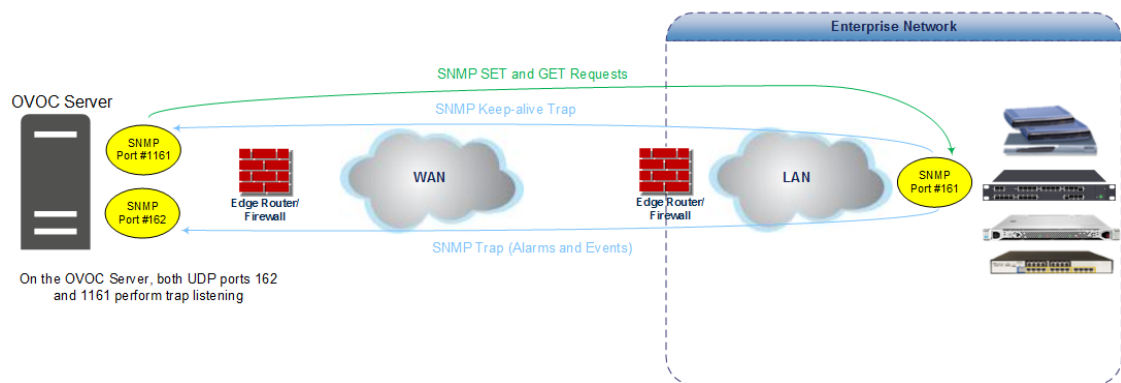 Enterprise Network
SNMP SET and GET Requests
OVOC Server
SNMP Keep-alive Trap
SNMP
Port #1161
SNMP
Port #162
Edge Router/
Firewall
WAN
Edge Router/
Firewall
LAN
SNMP
Port #161
SNMP Trap (Alarms and Events)
On the OVOC Server, both UDP ports 162
and 1161 perform trap listening